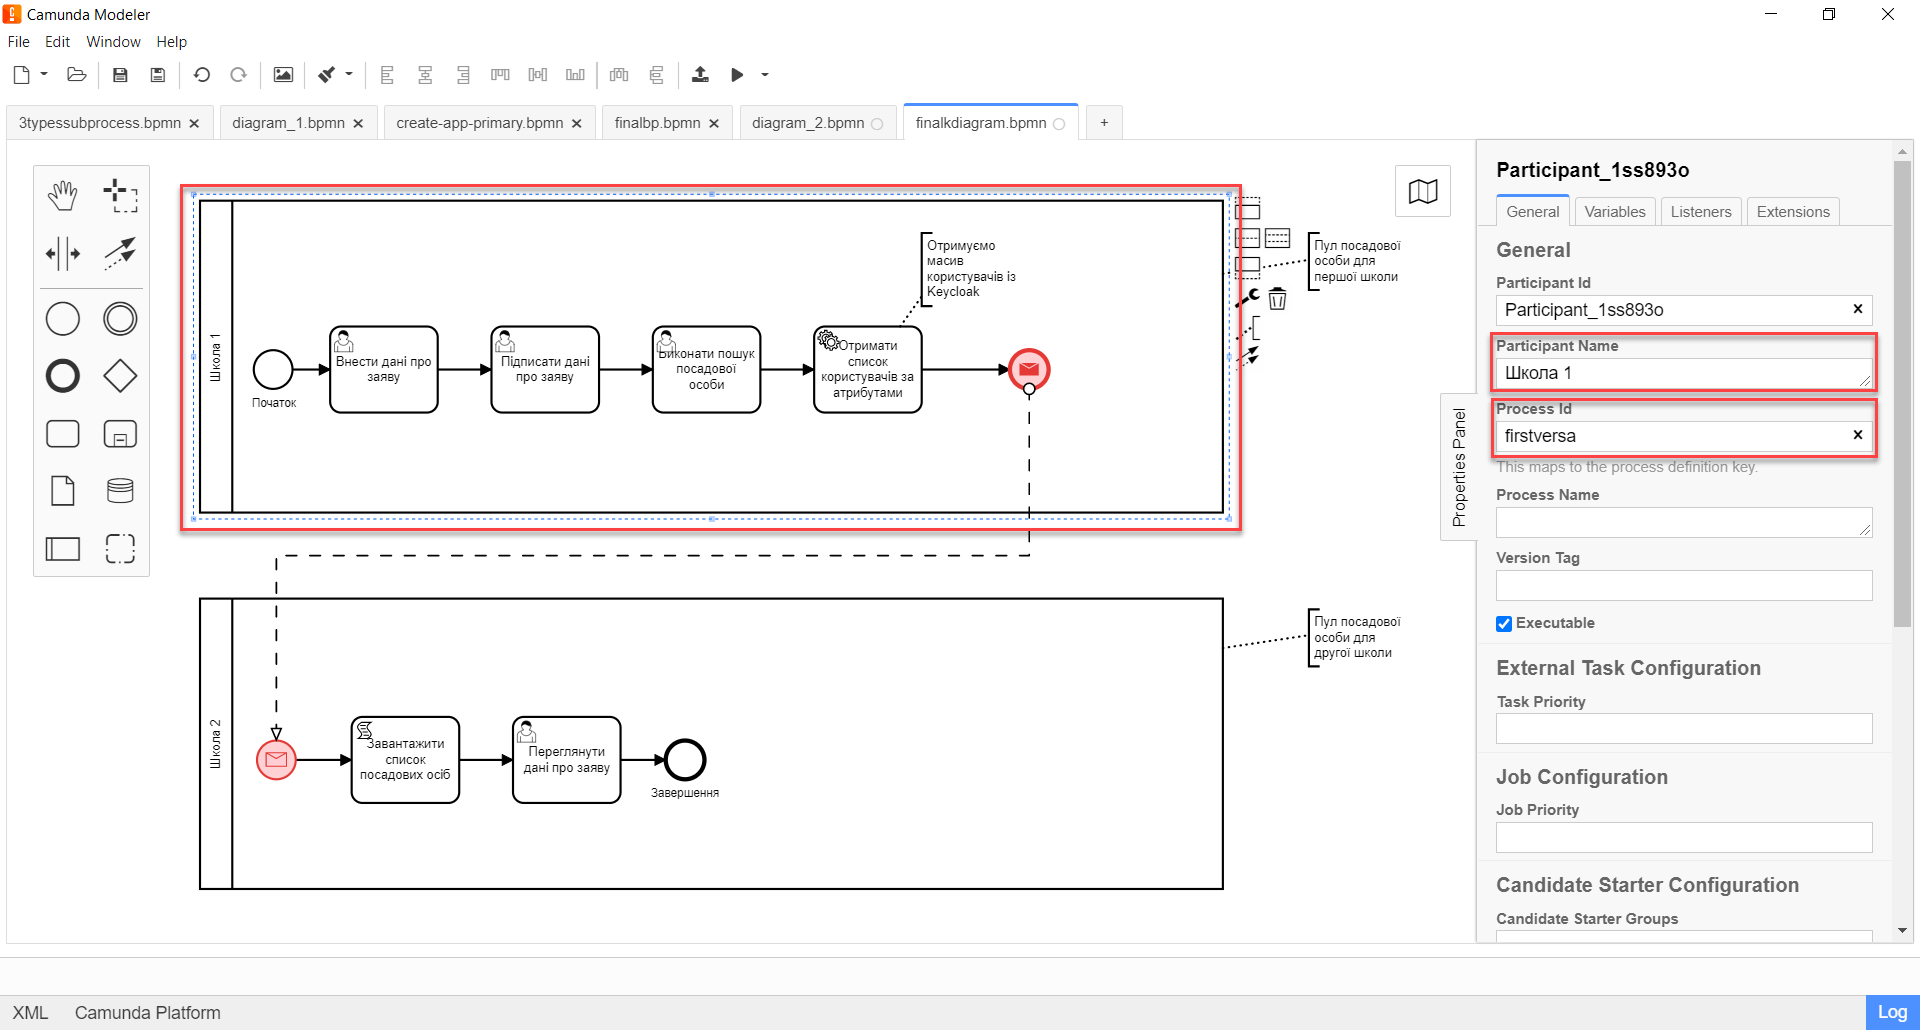 Camunda Modeler
File Edit Window Help
3typessubprocess.bpmn × diagram_1.bpmn × create-app-primary.bpmn × finalbp.bpmn × diagram_2.bpmn finalkdiagram.bpmn +
Школа 1
Початок
Внести дані про
заяву
Підписати дані
про заяву
Виконати пошук
посадової
особи
Отримати
список
користувачів за
атрибутами
Отримуємо
масив
користувачів із
Keycloak
Пул посадової
особи для
першої школи
Школа 2
Завантажити
список
посадових осіб
Переглянути
дані про заяву
Завершення
Пул посадової
особи для
другої школи
Properties Panel
Participant_1ss893o
General Variables Listeners Extensions
General
Participant Id
Participant_1ss893o
Participant Name
Школа 1
Process Id
firstversa
This maps to the process definition key.
Process Name
Version Tag
Executable
External Task Configuration
Task Priority
Job Configuration
Job Priority
Candidate Starter Configuration
Candidate Starter Groups
XML Camunda Platform
Log